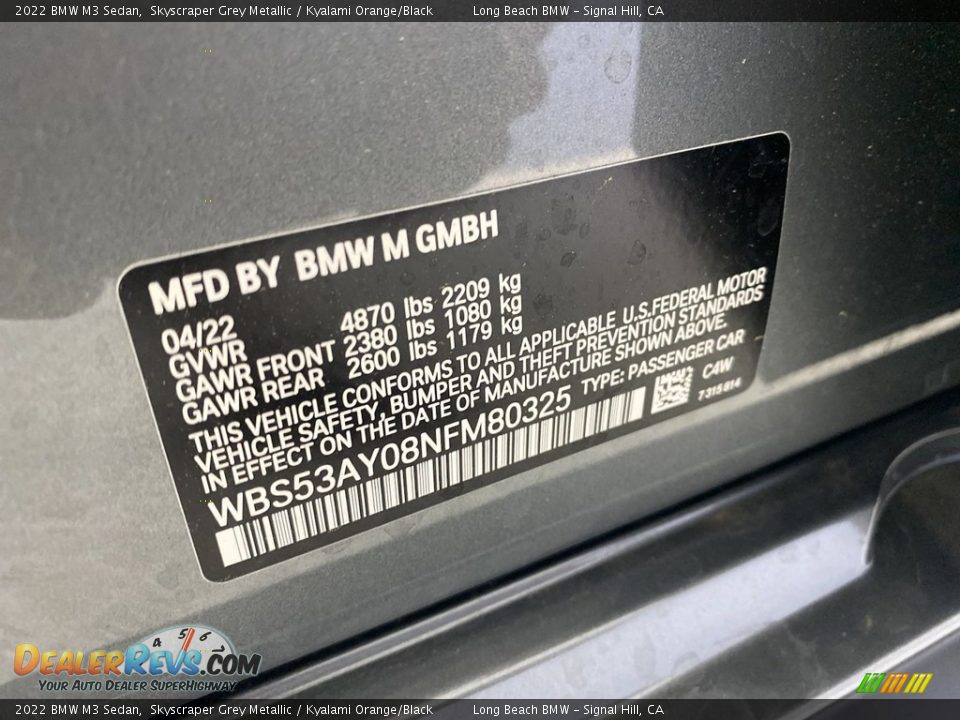 2022 BMW M3 Sedan, Skyscraper Grey Metallic / Kyalami Orange/Black Long Beach BMW - Signal Hill, CA
MFD BY BMW M GMBH
04/22
GVWR 4870 lbs 2209 kg
GAWR FRONT 2380 lbs 1080 kg
GAWR REAR 2600 lbs 1179 kg
THIS VEHICLE CONFORMS TO ALL APPLICABLE U.S.FEDERAL MOTOR
VEHICLE SAFETY, BUMPER AND THEFT PREVENTION STANDARDS
IN EFFECT ON THE DATE OF MANUFACTURE SHOWN ABOVE.
WBS53AY08NFM80325 TYPE: PASSENGER CAR
C4W
7315814
4 5 6
DealerRevs.com
Your Auto Dealer SuperHighway
2022 BMW M3 Sedan, Skyscraper Grey Metallic / Kyalami Orange/Black Long Beach BMW - Signal Hill, CA